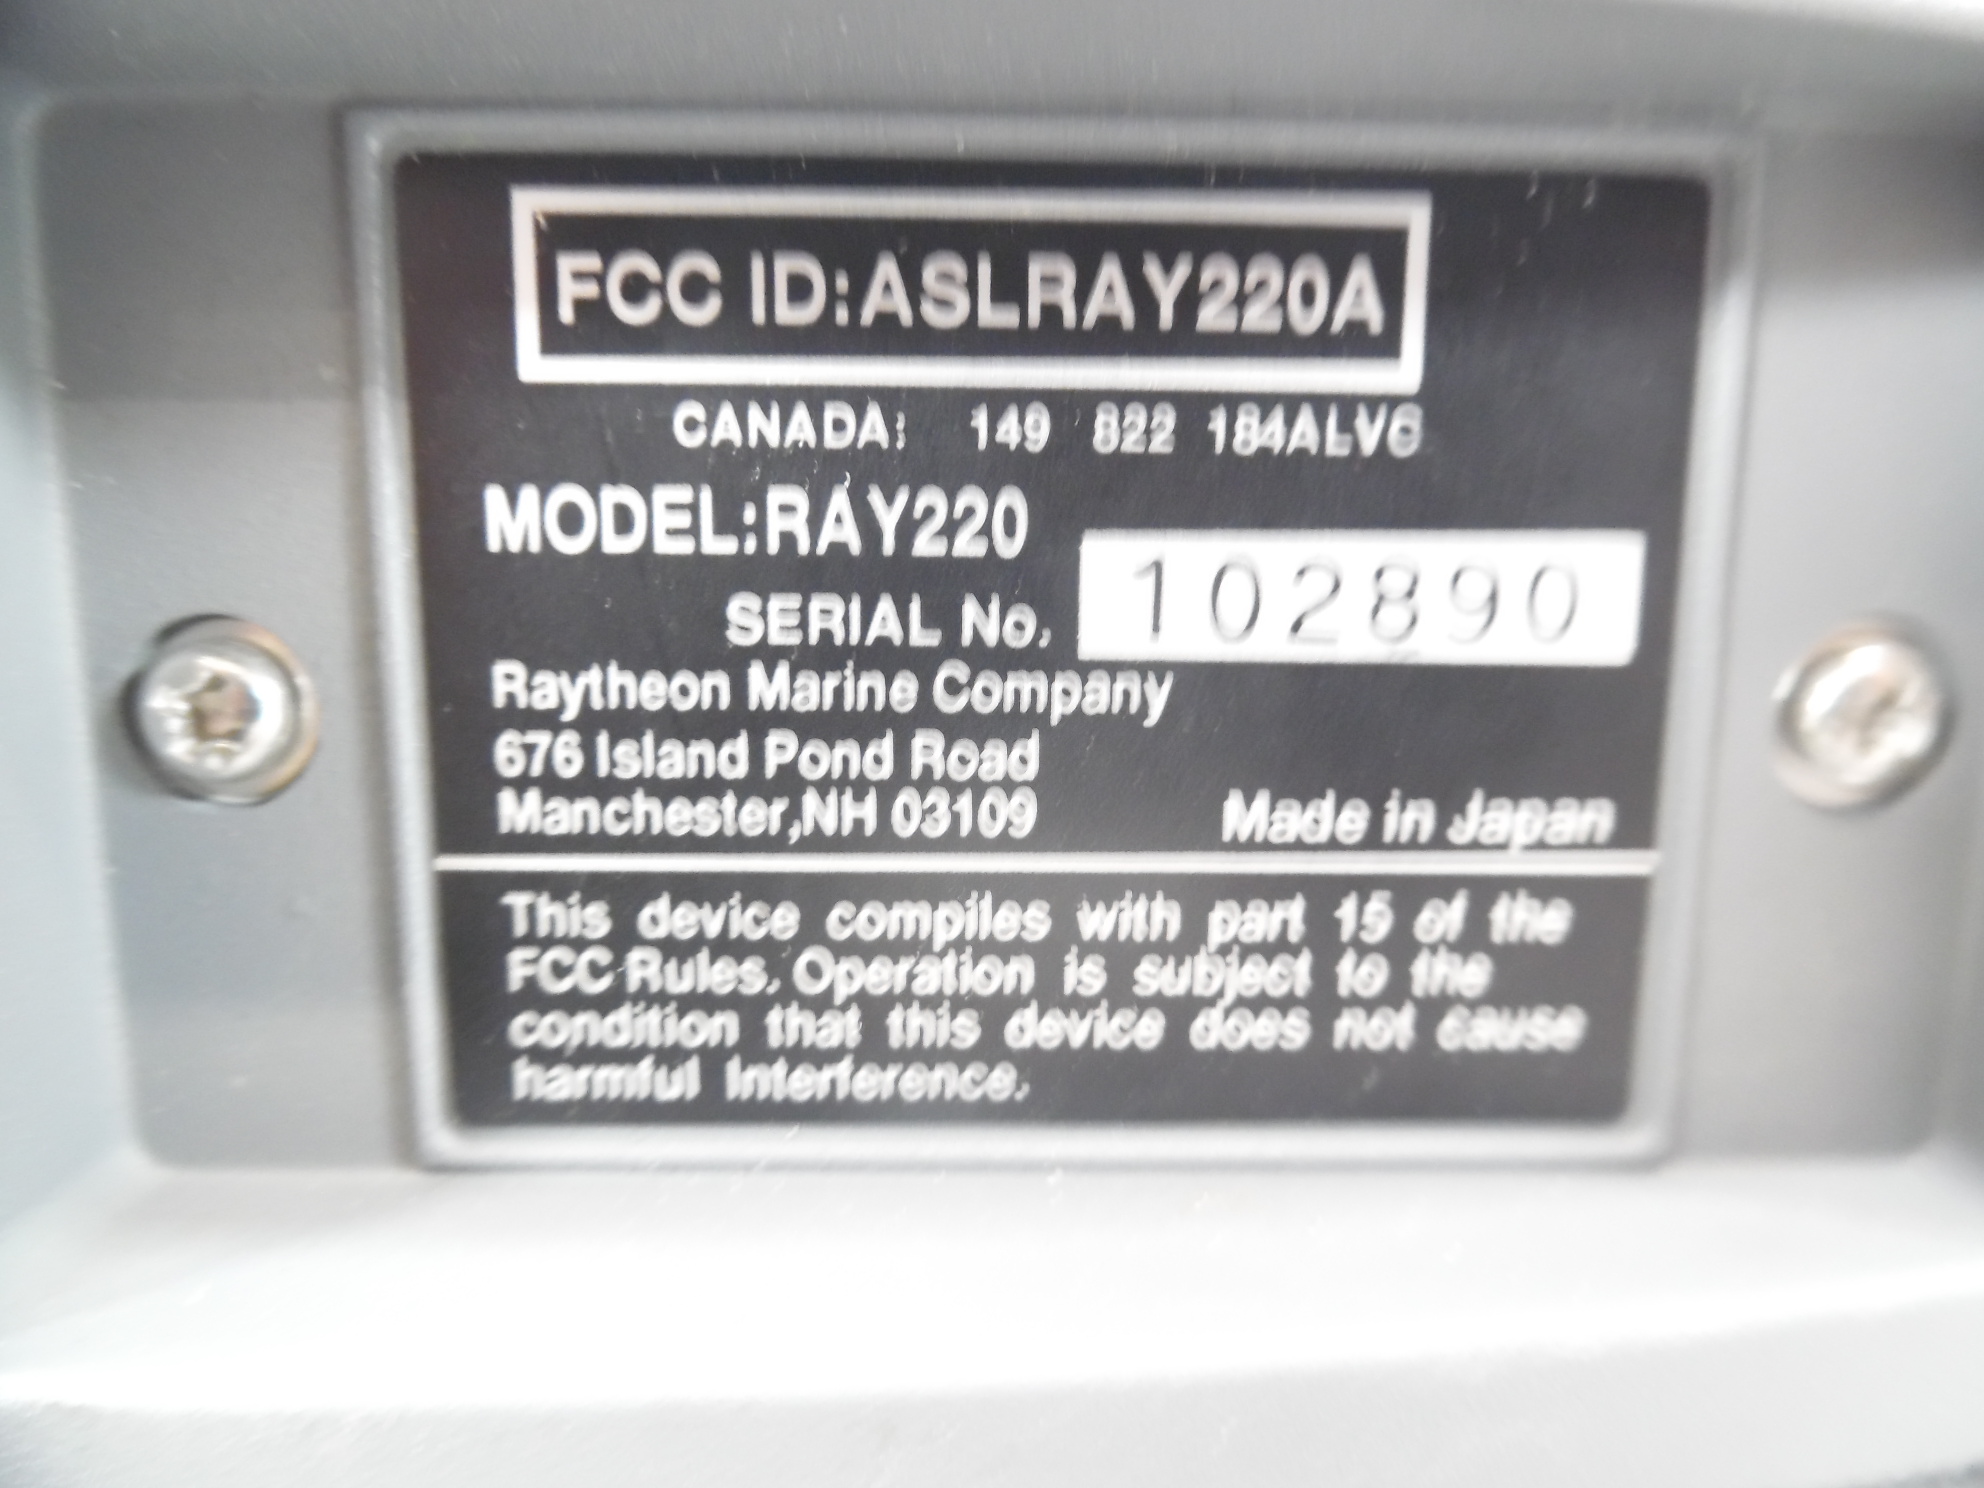 FCC ID:ASLRAY220A
CANADA: 149 822 184ALVC
MODEL:RAY220
SERIAL No. 102890
Raytheon Marine Company
676 Island Pond Road
Manchester,NH 03109
Made in Japan
This device complies with part 15 of the
FCC Rules. Operation is subject to the
condition that this device does not cause
harmful interference.